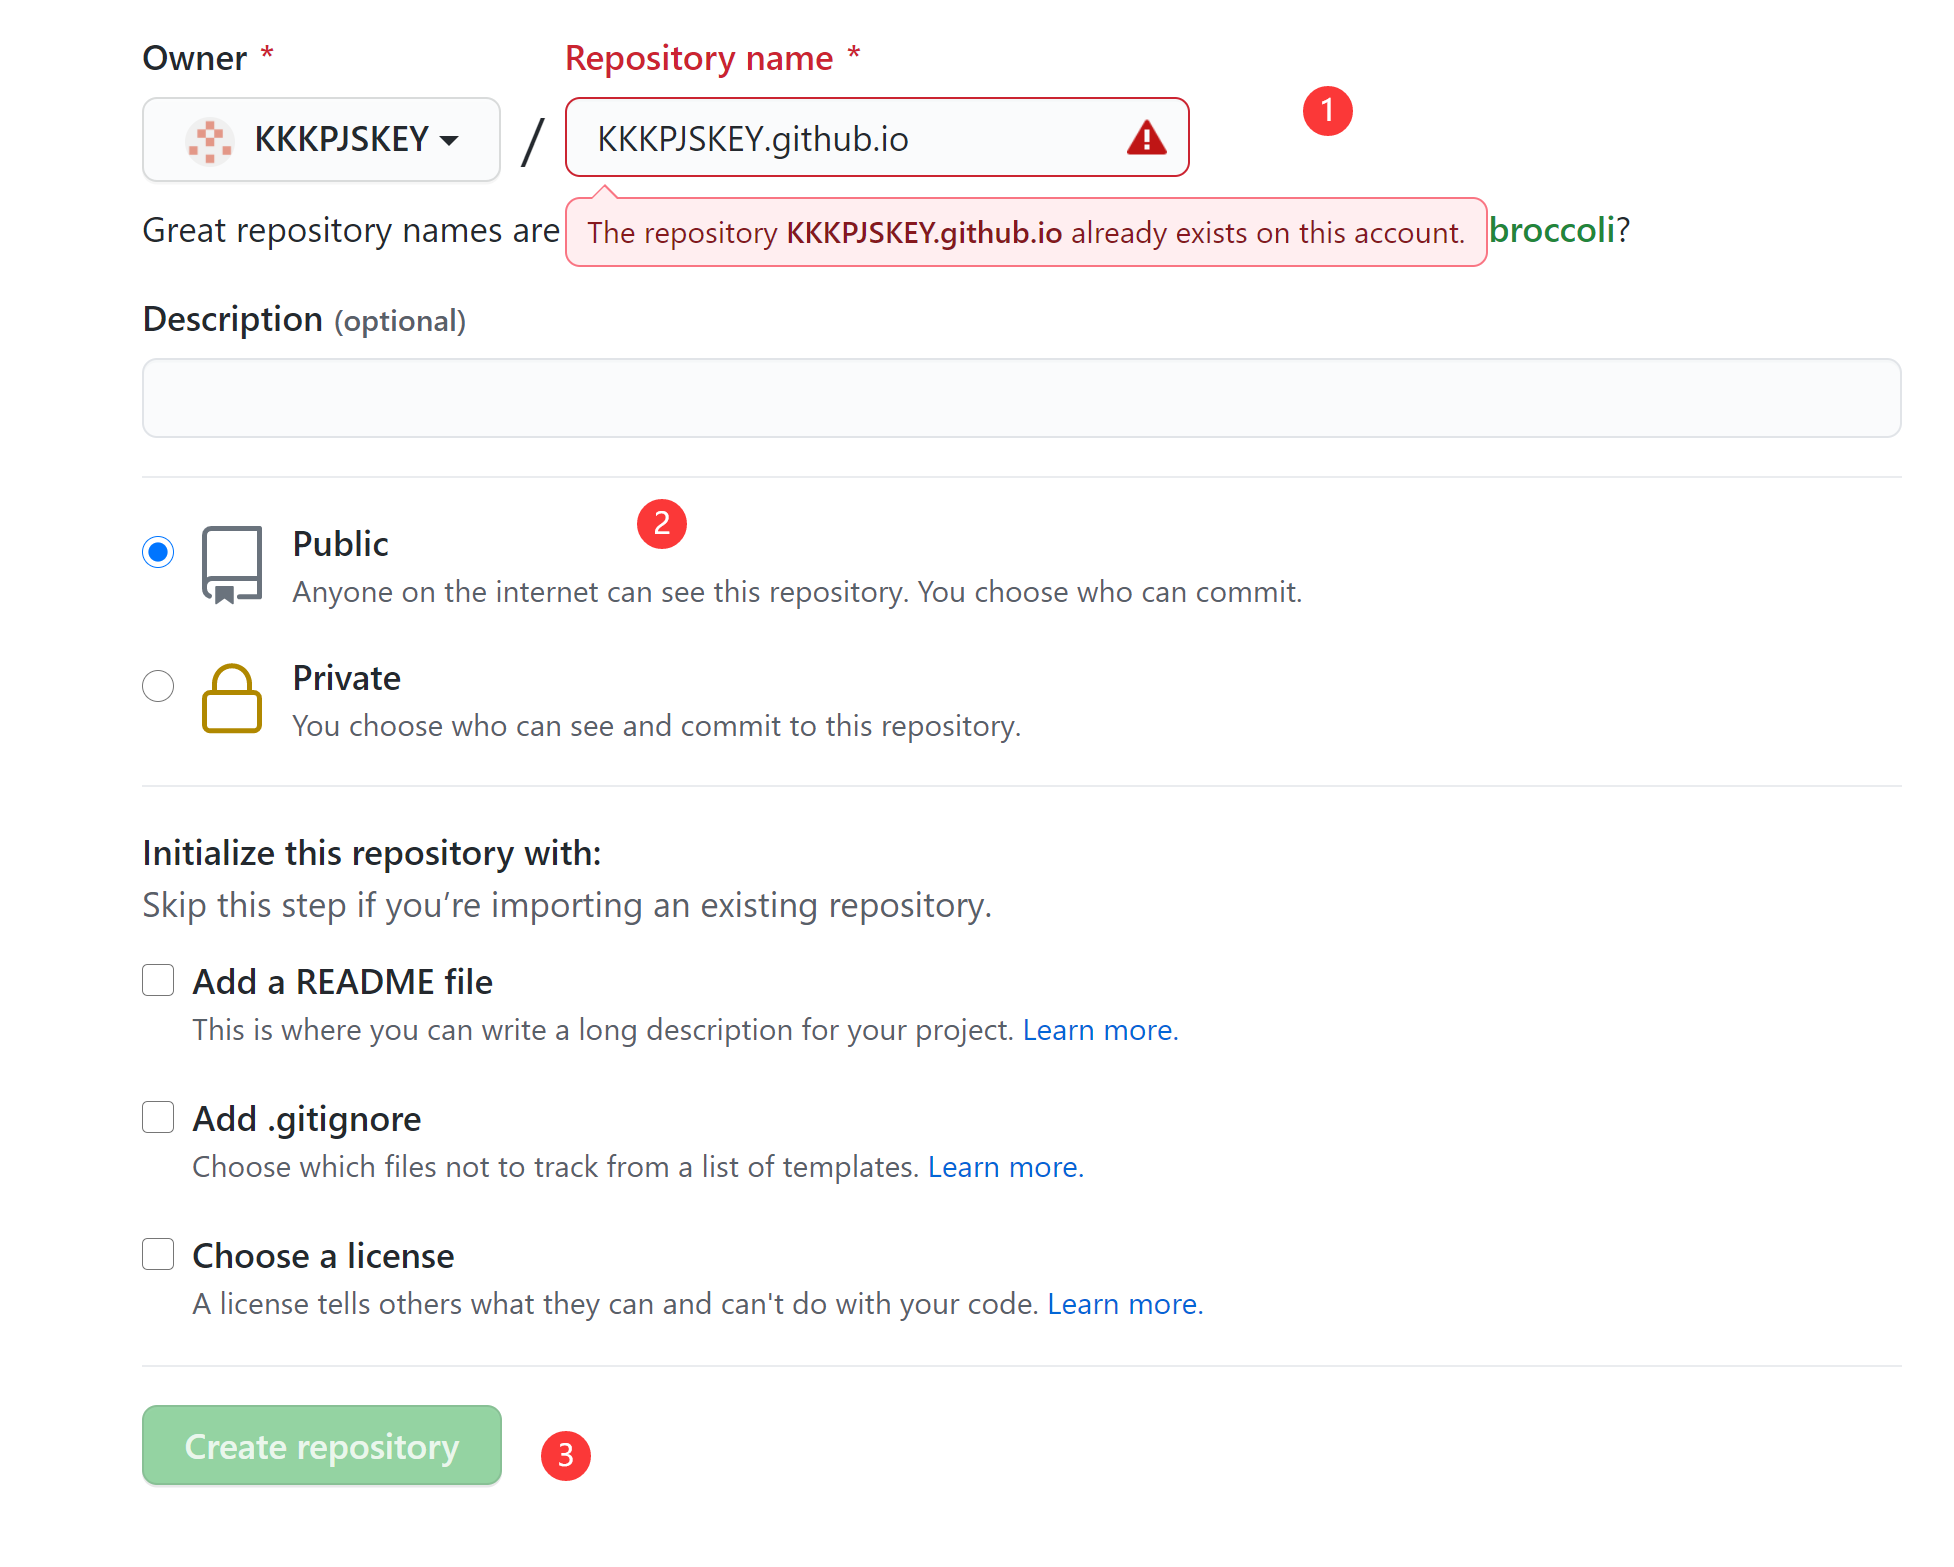 Owner *
Repository name *
KKKPJSKEY / KKKPJSKEY.github.io
1
Great repository names are
The repository KKKPJSKEY.github.io already exists on this account.
broccoli?
Description (optional)
2
Public
Anyone on the internet can see this repository. You choose who can commit.
Private
You choose who can see and commit to this repository.
Initialize this repository with:
Skip this step if you’re importing an existing repository.
Add a README file
This is where you can write a long description for your project. Learn more.
Add .gitignore
Choose which files not to track from a list of templates. Learn more.
Choose a license
A license tells others what they can and can't do with your code. Learn more.
Create repository
3